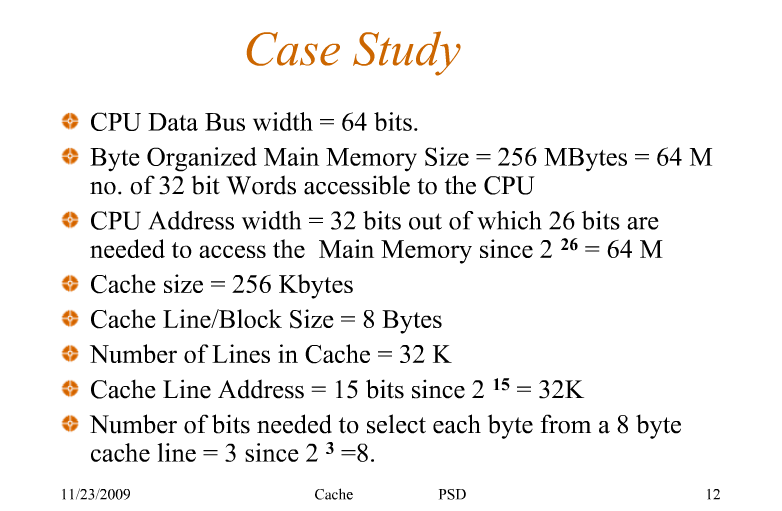 Case Study
CPU Data Bus width = 64 bits.
Byte Organized Main Memory Size = 256 MBytes = 64 M
no. of 32 bit Words accessible to the CPU
CPU Address width = 32 bits out of which 26 bits are
needed to access the  Main Memory since 2 26 = 64 M
Cache size = 256 Kbytes
Cache Line/Block Size = 8 Bytes
Number of Lines in Cache = 32 K
Cache Line Address = 15 bits since 2 15 = 32K
Number of bits needed to select each byte from a 8 byte
cache line = 3 since 2 3 =8.
11/23/2009 Cache PSD 12